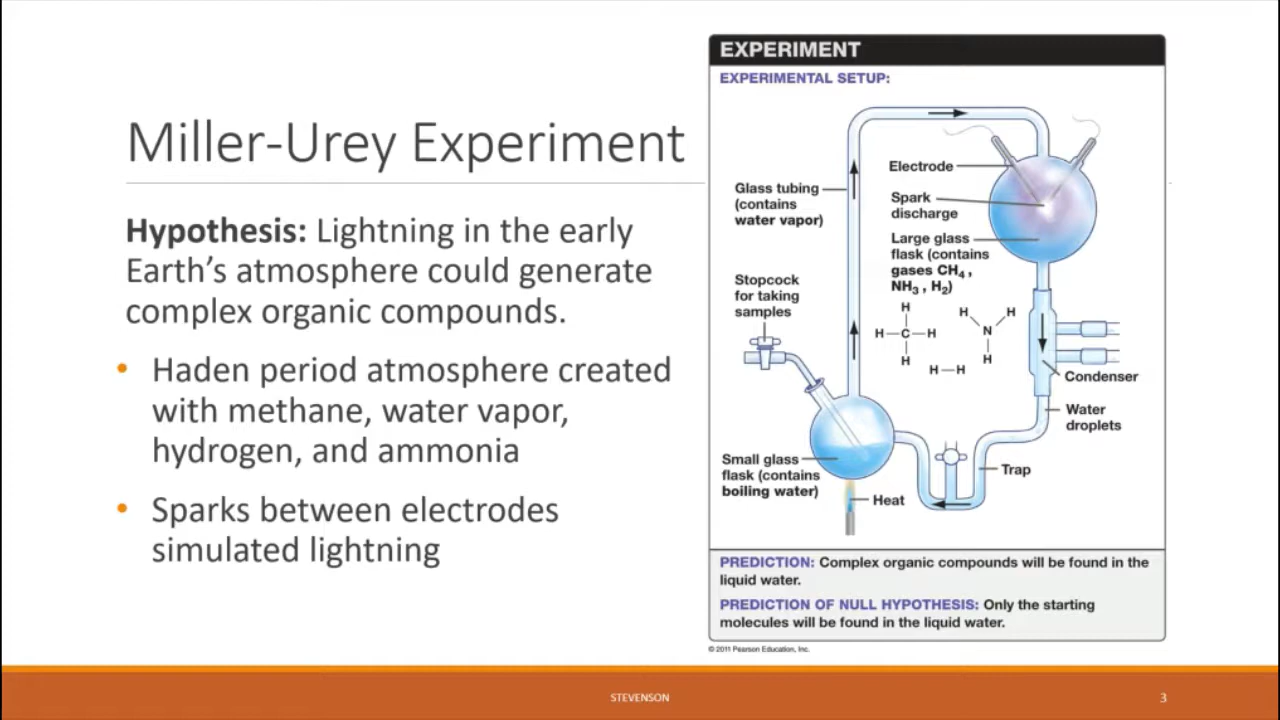 Miller-Urey Experiment
Hypothesis: Lightning in the early
Earth’s atmosphere could generate
complex organic compounds.
• Haden period atmosphere created
with methane, water vapor,
hydrogen, and ammonia
• Sparks between electrodes
simulated lightning
EXPERIMENT
EXPERIMENTAL SETUP:
Glass tubing
(contains
water vapor)
Electrode
Spark
discharge
Large glass
flask (contains
gases CH₄,
NH₃, H₂)
Stopcock
for taking
samples
H
H—C—H
H
H H
N
H
H—H
Condenser
Water
droplets
Small glass
flask (contains
boiling water)
Trap
Heat
PREDICTION: Complex organic compounds will be found in the
liquid water.
PREDICTION OF NULL HYPOTHESIS: Only the starting
molecules will be found in the liquid water.
© 2011 Pearson Education, Inc.
STEVENSON
3